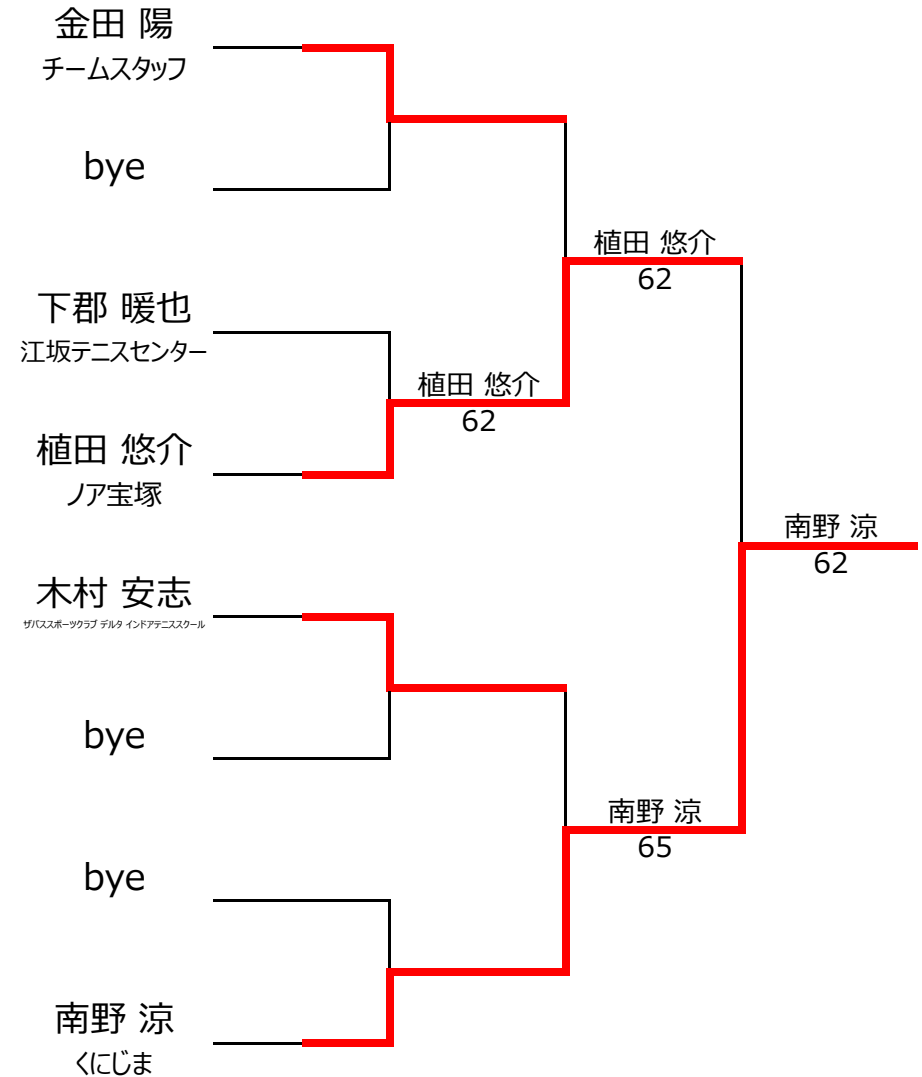 金田 陽
チームスタッフ
bye
下郡 暖也
江坂テニスセンター
植田 悠介
ノア宝塚
木村 安志
ザバススポーツクラブ デルタ インドアテニススクール
bye
bye
南野 涼
くにじま
植田 悠介
62
植田 悠介
62
南野 涼
65
南野 涼
62